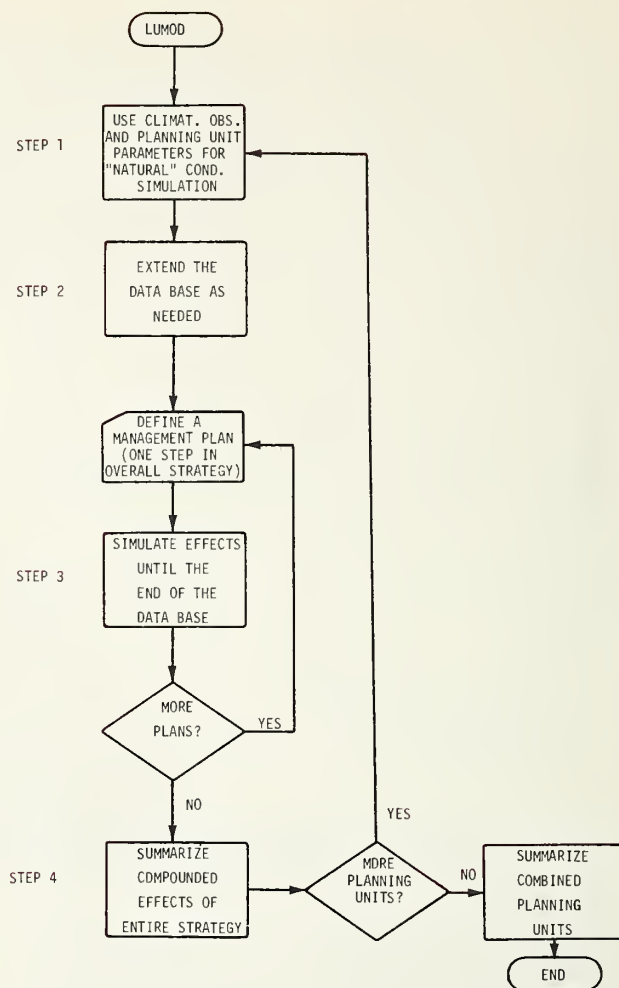 LUMOD
STEP 1
USE CLIMAT. OBS.
AND PLANNING UNIT
PARAMETERS FOR
"NATURAL" COND.
SIMULATION
STEP 2
EXTEND THE
DATA BASE AS
NEEDED
DEFINE A
MANAGEMENT PLAN
(ONE STEP IN
OVERALL STRATEGY)
STEP 3
SIMULATE EFFECTS
UNTIL THE
END OF THE
DATA BASE
MORE
PLANS?
YES
NO
STEP 4
SUMMARIZE
COMPOUNDED
EFFECTS OF
ENTIRE STRATEGY
YES
MORE
PLANNING
UNITS?
NO
SUMMARIZE
COMBINED
PLANNING
UNITS
END